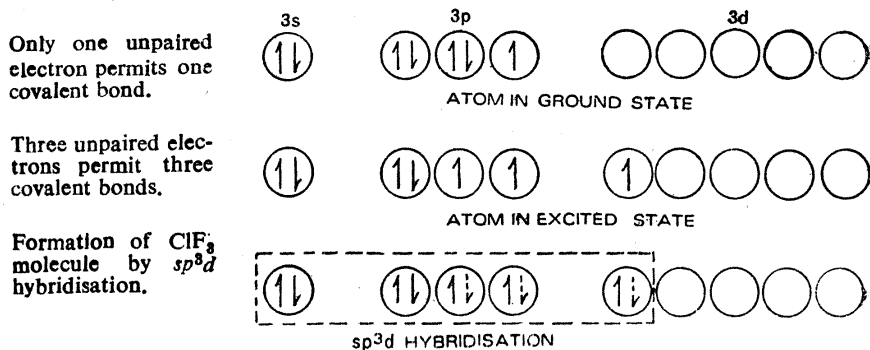 3s 3p 3d
Only one unpaired
electron permits one
covalent bond.
ATOM IN GROUND STATE
Three unpaired elec-
trons permit three
covalent bonds.
ATOM IN EXCITED STATE
Formation of ClF₃
molecule by sp³d
hybridisation.
sp³d HYBRIDISATION